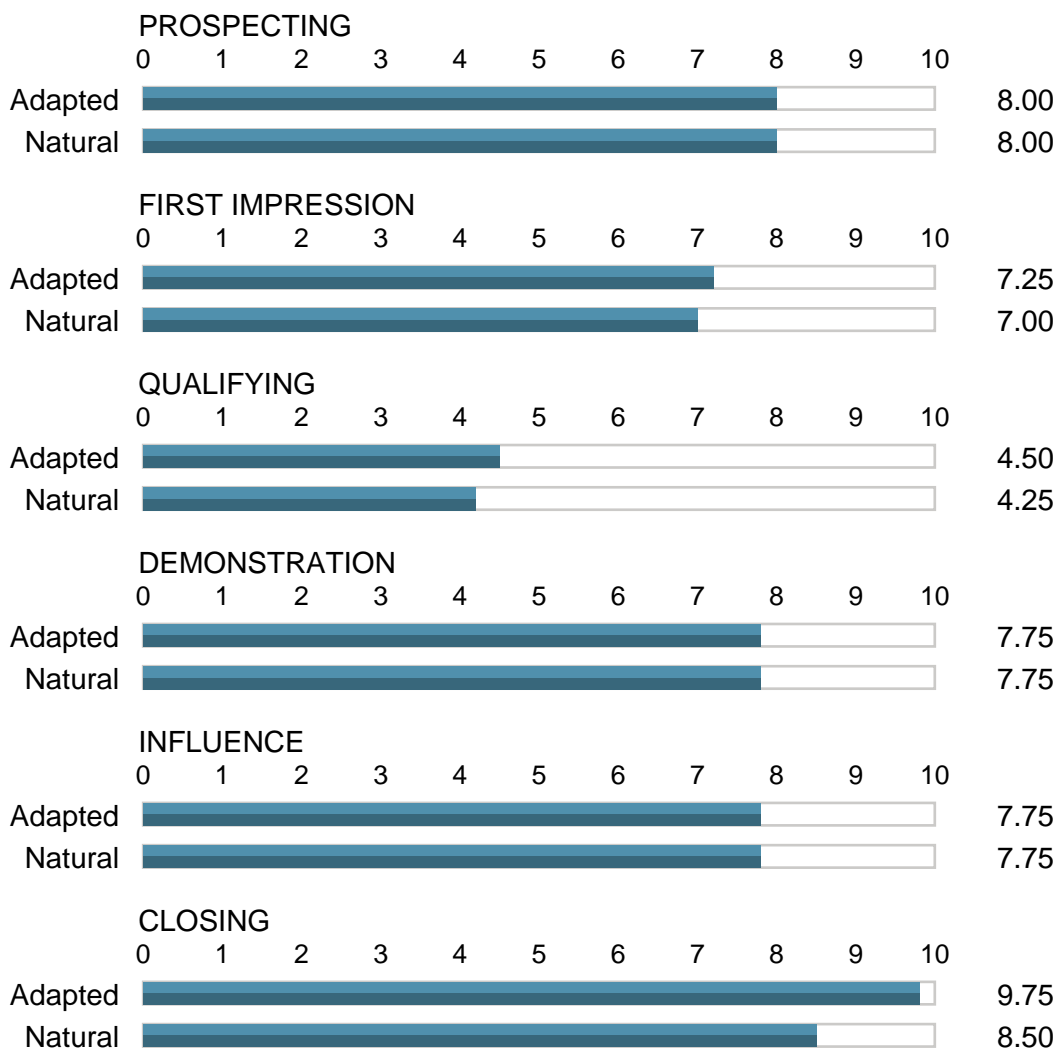 PROSPECTING
0 1 2 3 4 5 6 7 8 9 10
Adapted 8.00
Natural 8.00
FIRST IMPRESSION
0 1 2 3 4 5 6 7 8 9 10
Adapted 7.25
Natural 7.00
QUALIFYING
0 1 2 3 4 5 6 7 8 9 10
Adapted 4.50
Natural 4.25
DEMONSTRATION
0 1 2 3 4 5 6 7 8 9 10
Adapted 7.75
Natural 7.75
INFLUENCE
0 1 2 3 4 5 6 7 8 9 10
Adapted 7.75
Natural 7.75
CLOSING
0 1 2 3 4 5 6 7 8 9 10
Adapted 9.75
Natural 8.50